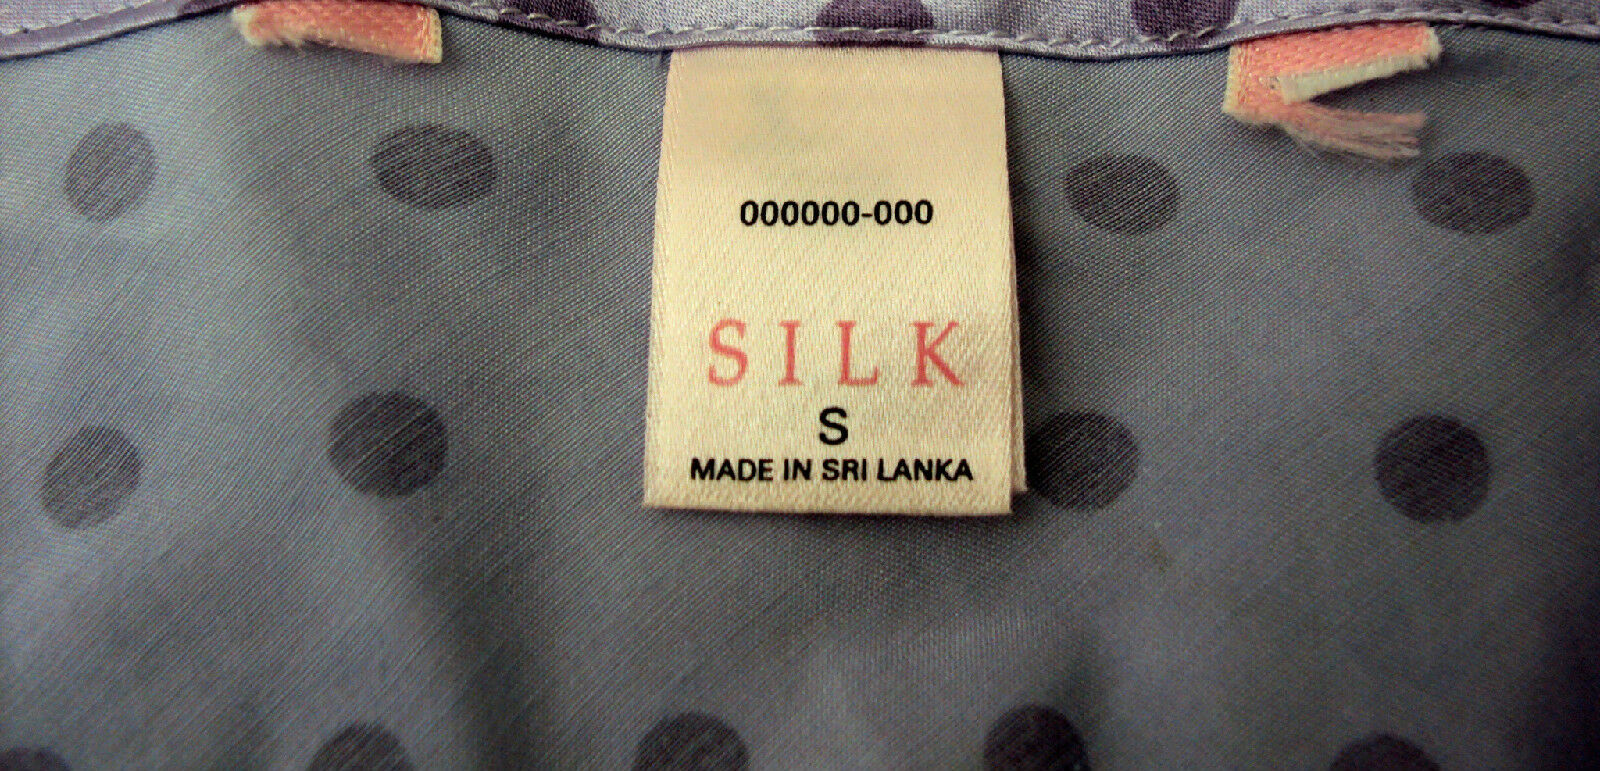 000000-000
SILK
S
MADE IN SRI LANKA